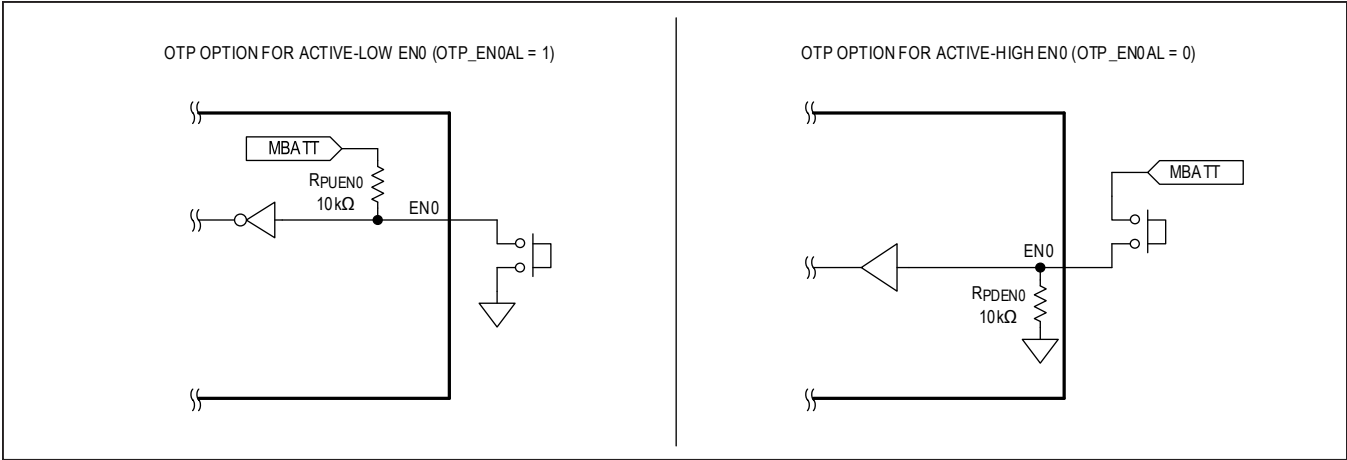 OTP OPTION FOR ACTIVE-LOW EN0 (OTP_EN0AL = 1)
MBATT
RPUEN0
10kΩ
EN0
OTP OPTION FOR ACTIVE-HIGH EN0 (OTP_EN0AL = 0)
MBATT
EN0
RPDEN0
10kΩ